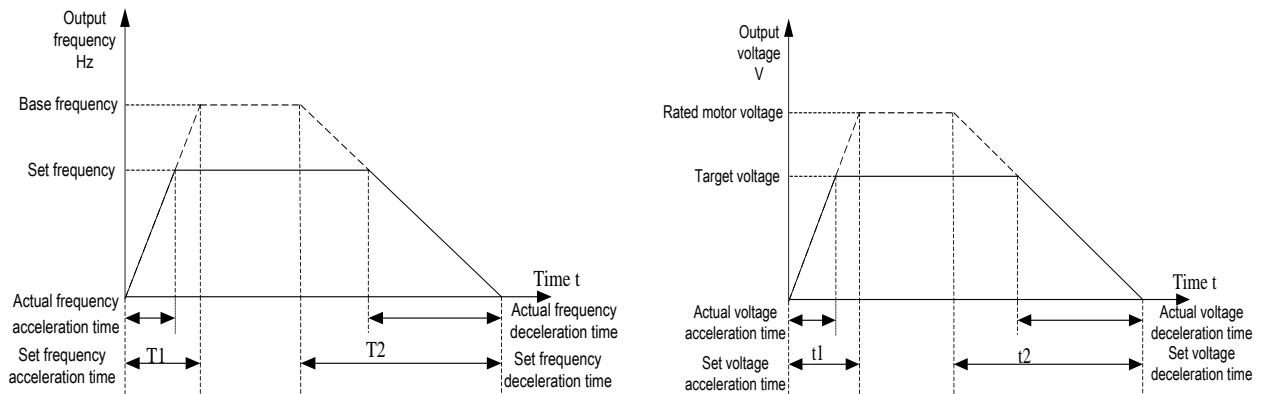 Output
frequency
Hz
Base frequency
Set frequency
Time t
Actual frequency
acceleration time
Actual frequency
deceleration time
Set frequency
acceleration time
T1
T2
Set frequency
deceleration time
Output
voltage
V
Rated motor voltage
Target voltage
Time t
Actual voltage
acceleration time
Actual voltage
deceleration time
Set voltage
acceleration time
t1
t2
Set voltage
deceleration time